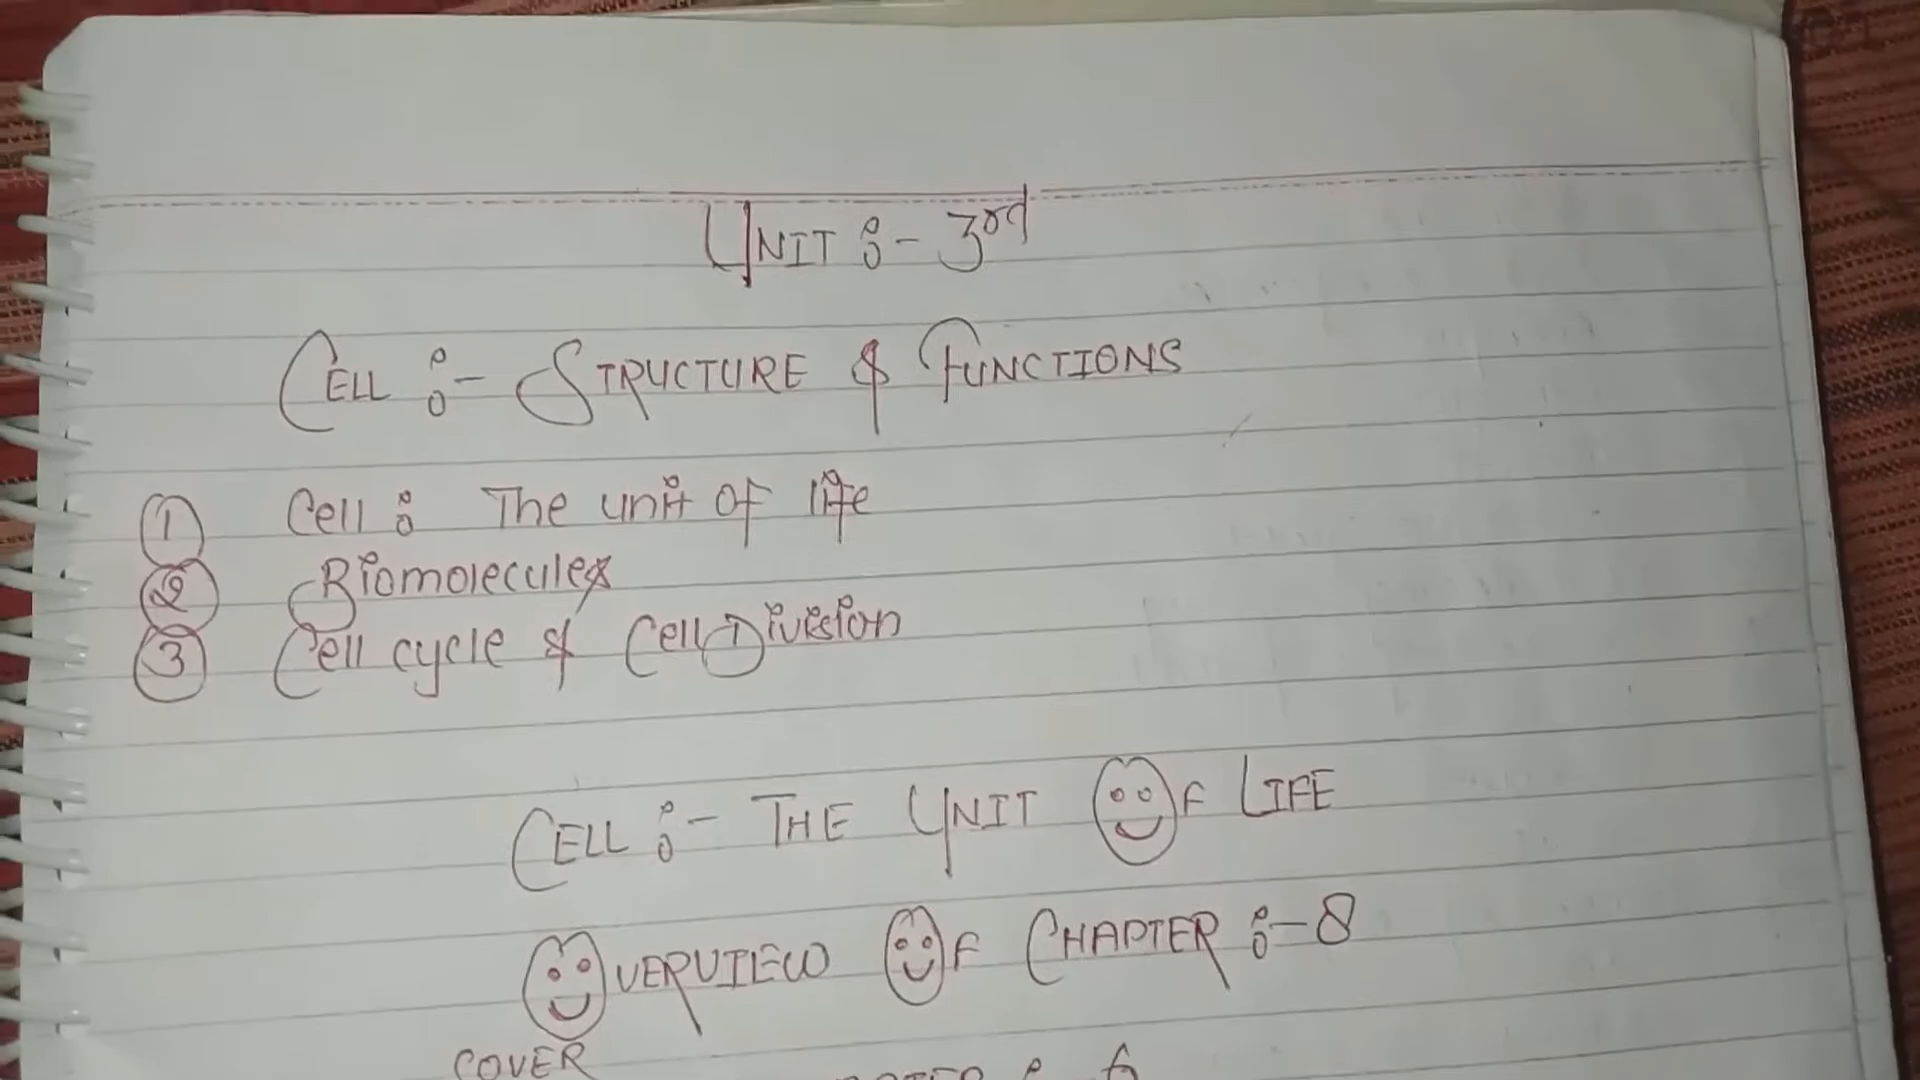 UNIT :- 3rd
CELL :- STRUCTURE & FUNCTIONS
1 Cell : The unit of life
2 Biomolecules
3 Cell cycle & Cell Division
CELL :- THE UNIT OF LIFE
OVERVIEW OF CHAPTER :- 8
COVER